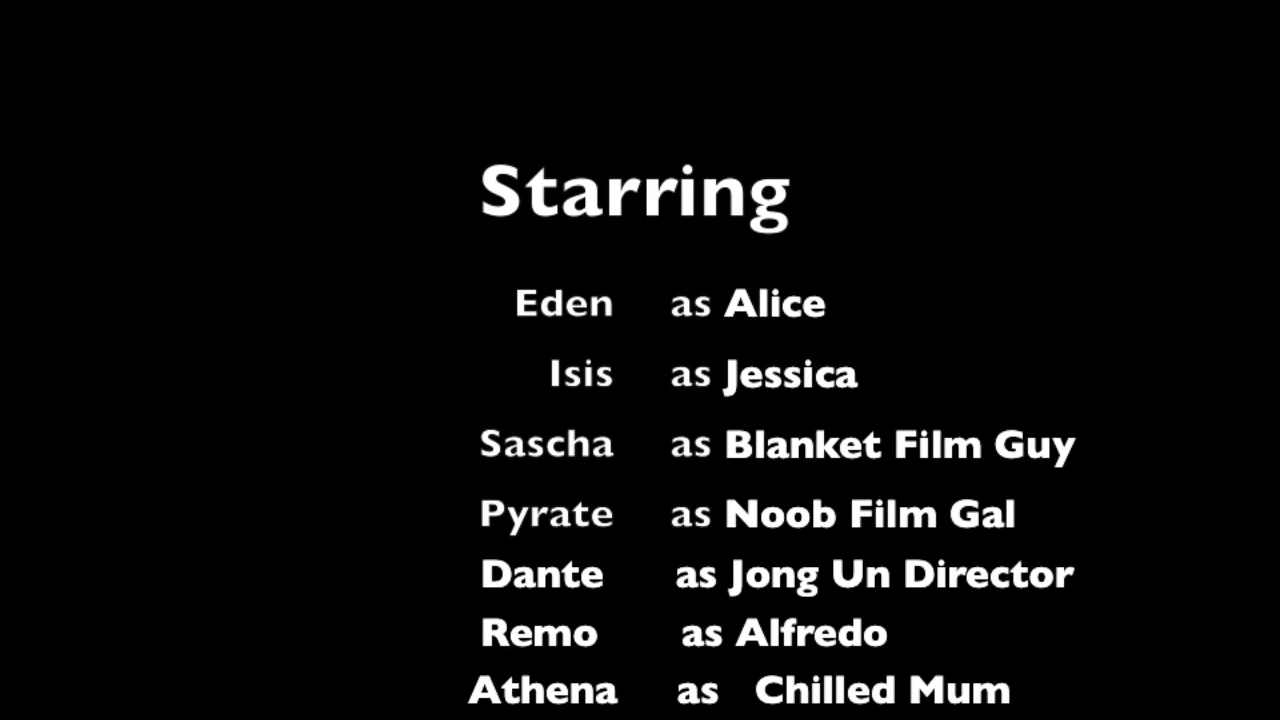 Starring
Eden as Alice
Isis as Jessica
Sascha as Blanket Film Guy
Pyrate as Noob Film Gal
Dante as Jong Un Director
Remo as Alfredo
Athena as Chilled Mum